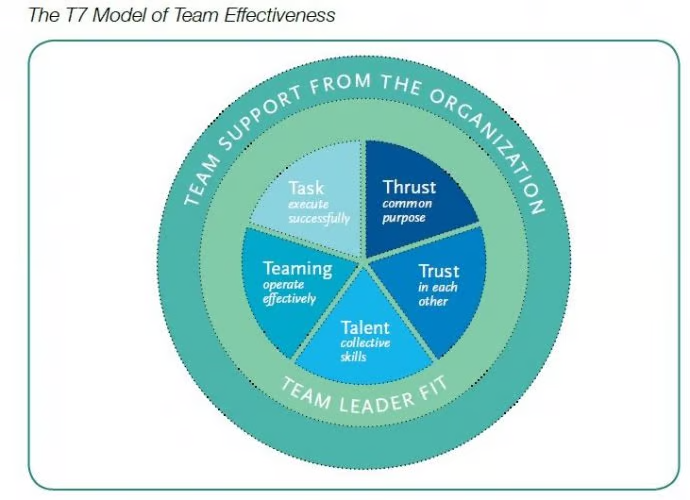 The T7 Model of Team Effectiveness
TEAM SUPPORT FROM THE ORGANIZATION
Task
execute
successfully
Thrust
common
purpose
Teaming
operate
effectively
Trust
in each
other
Talent
collective
skills
TEAM LEADER FIT